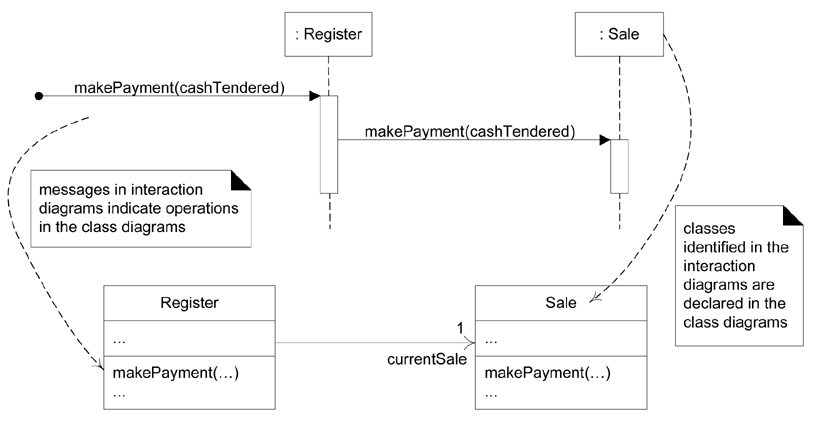 : Register
: Sale
makePayment(cashTendered)
makePayment(cashTendered)
messages in interaction
diagrams indicate operations
in the class diagrams
classes
identified in the
interaction
diagrams are
declared in the
class diagrams
Register
...
makePayment(...)
...
1
currentSale
Sale
...
makePayment(...)
...